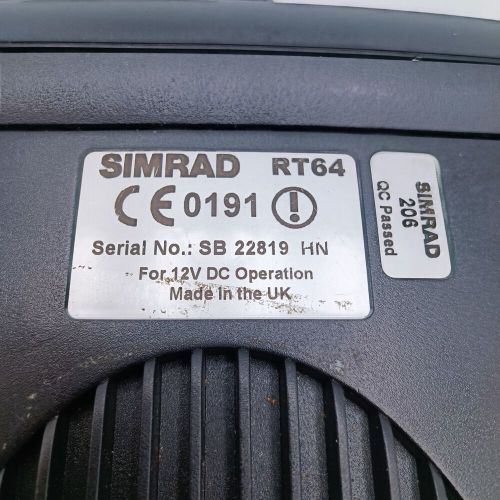 SIMRAD RT64
CE 0191
Serial No.: SB 22819 HN
For 12V DC Operation
Made in the UK
SIMRAD
206
QC Passed